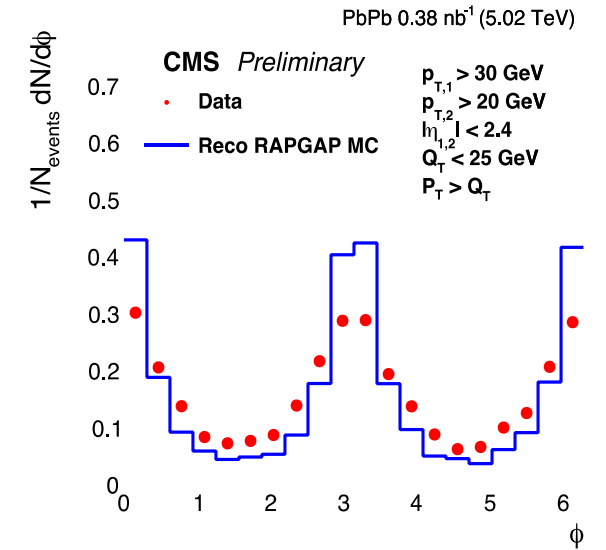 PbPb 0.38 nb⁻¹ (5.02 TeV)
CMS Preliminary
Data
Reco RAPGAP MC
p_T,1 > 30 GeV
p_T,2 > 20 GeV
|η_1,2| < 2.4
Q_T < 25 GeV
P_T > Q_T
1/N_events dN/dϕ
0.7
0.6
0.5
0.4
0.3
0.2
0.1
0
0 1 2 3 4 5 6
ϕ